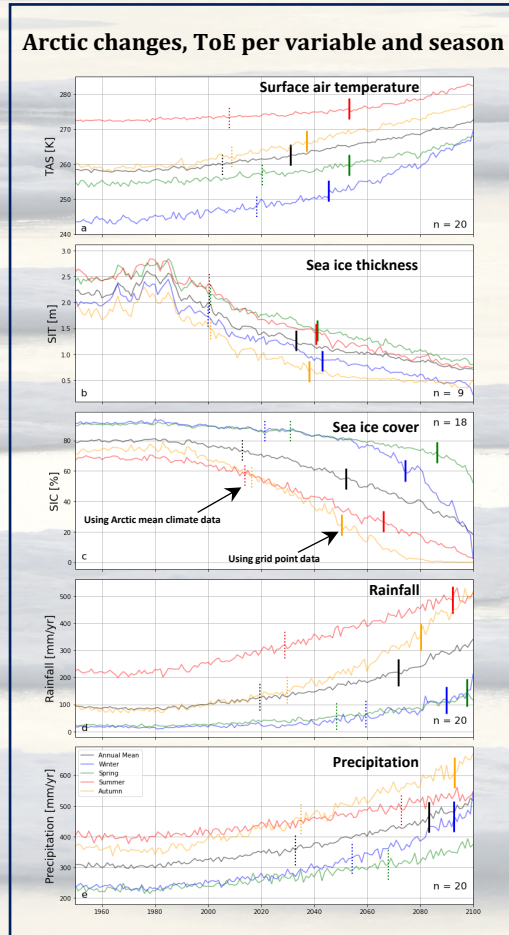 Arctic changes, ToE per variable and season
Surface air temperature
TAS [K]
280
270
260
250
240
a
n = 20
Sea ice thickness
SIT [m]
3.0
2.5
2.0
1.5
1.0
0.5
b
n = 9
Sea ice cover
n = 18
SIC [%]
80
60
40
20
0
Using Arctic mean climate data
Using grid point data
c
Rainfall
Rainfall [mm/yr]
500
400
300
200
100
0
d
n = 20
Precipitation
Precipitation [mm/yr]
600
500
400
300
200
Annual Mean
Winter
Spring
Summer
Autumn
e
n = 20
1960 1980 2000 2020 2040 2060 2080 2100